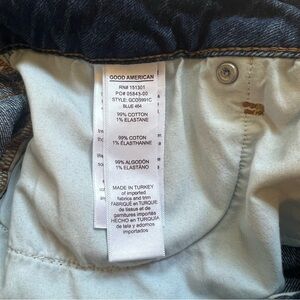 GOOD AMERICAN
RN# 151301
PO# 05843-00
STYLE: GCD5991C
BLUE 464
99% COTTON
1% ELASTANE
99% COTON
1% ÉLASTHANNE
99% ALGODÓN
1% ELASTANO
MADE IN TURKEY
of imported
fabrics and trim
FABRIQUÉ en TURQUIE
de tissus et de
garnitures importés
HECHO en TURQUÍA
de tela y adornos
importados